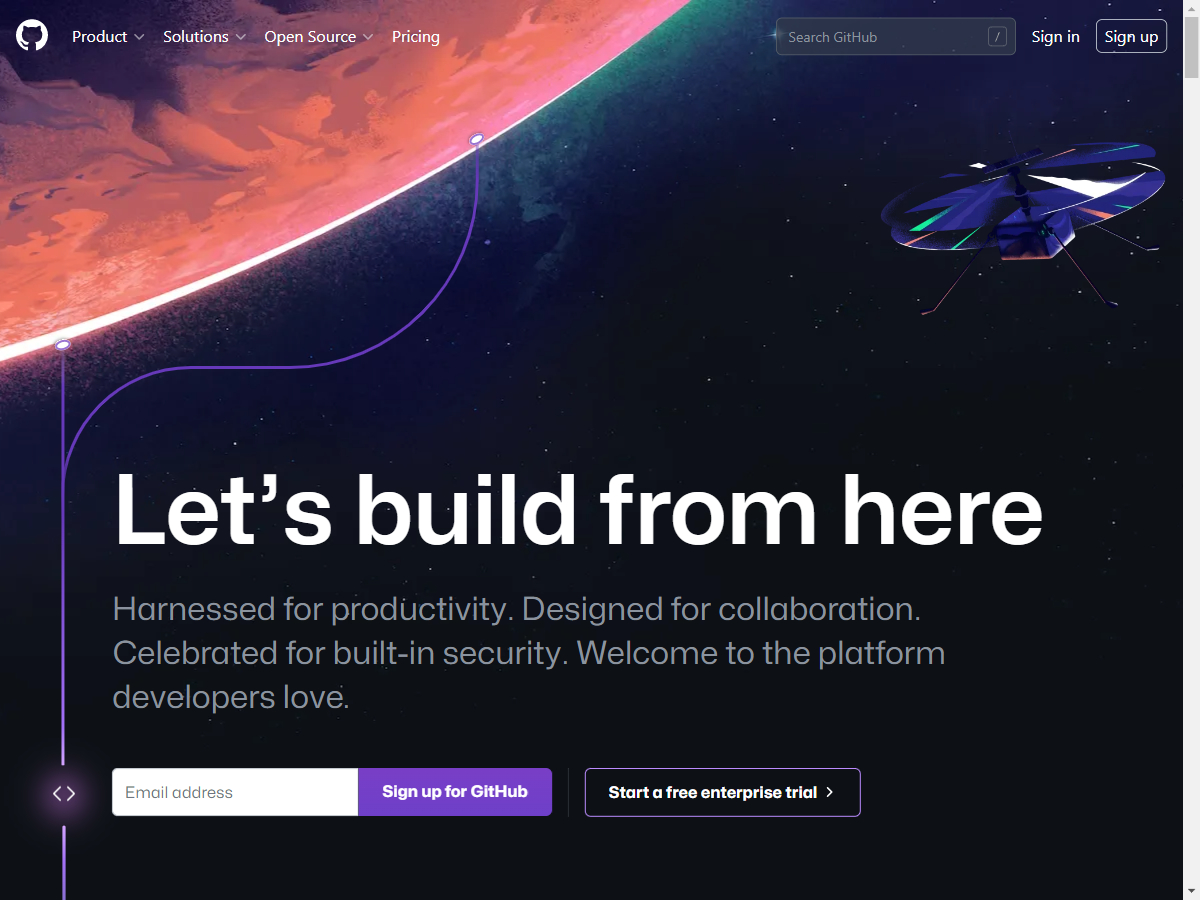 Product Solutions Open Source Pricing Search GitHub / Sign in Sign up
Let’s build from here
Harnessed for productivity. Designed for collaboration.
Celebrated for built-in security. Welcome to the platform
developers love.
Email address Sign up for GitHub Start a free enterprise trial